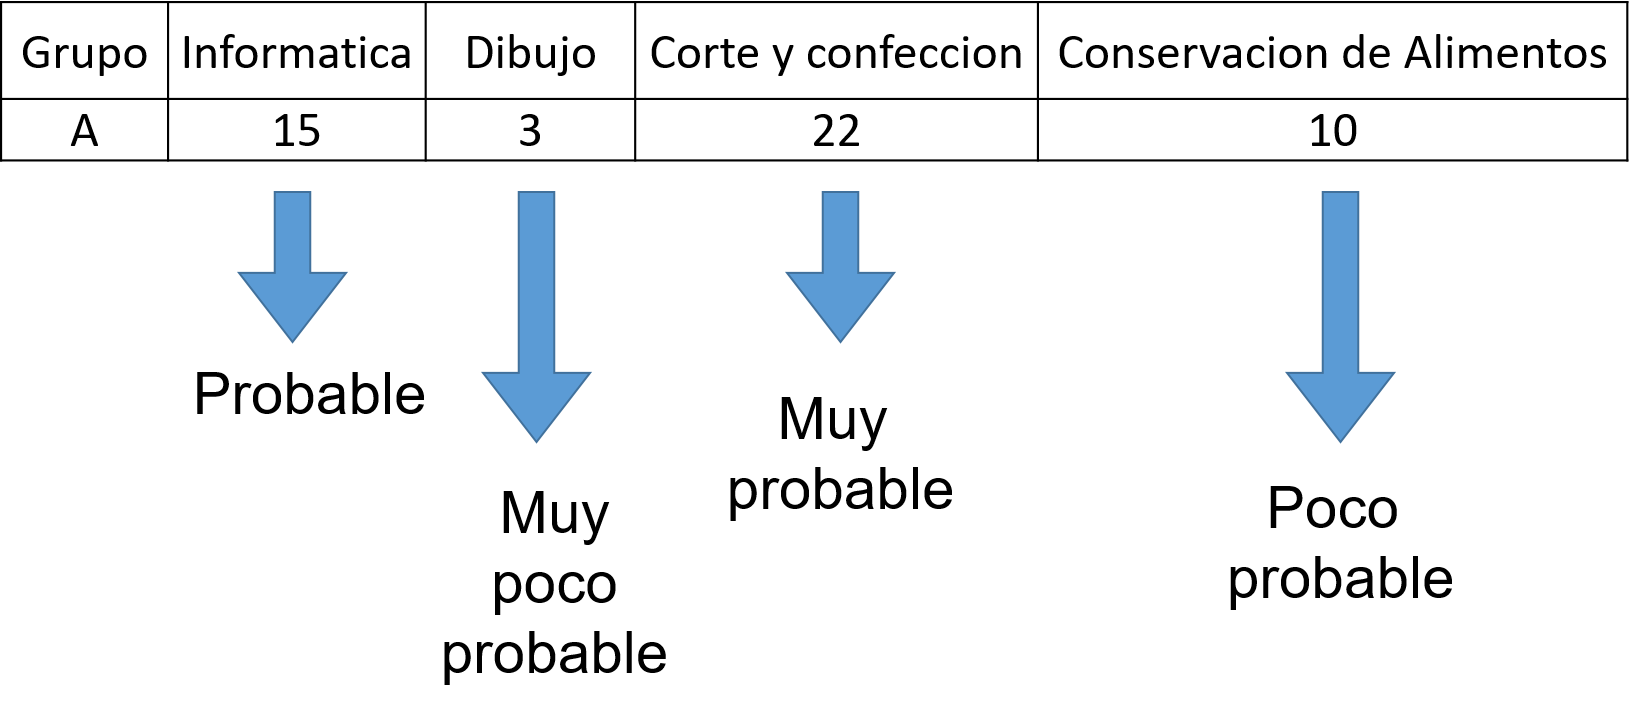 Grupo Informatica Dibujo Corte y confeccion Conservacion de Alimentos
A 15 3 22 10
Probable
Muy
poco
probable
Muy
probable
Poco
probable